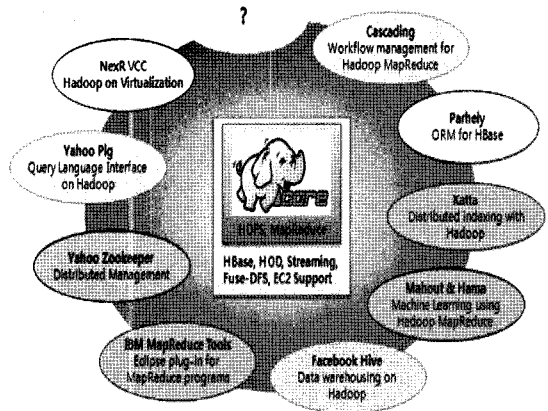 ?
Cascading
Workflow management for
Hadoop MapReduce
NexR VCC
Hadoop on Virtualization
Parhely
ORM for HBase
Yahoo Pig
Query Language Interface
on Hadoop
core
HDFS, MapReduce
HBase, HOD, Streaming,
Fuse-DFS, EC2 Support
Katta
Distributed indexing with
Hadoop
Yahoo Zookeeper
Distributed Management
Mahout & Hama
Machine Learning using
Hadoop MapReduce
IBM MapReduce Tools
Eclipse plug-in for
MapReduce programs
Facebook Hive
Data warehousing on
Hadoop